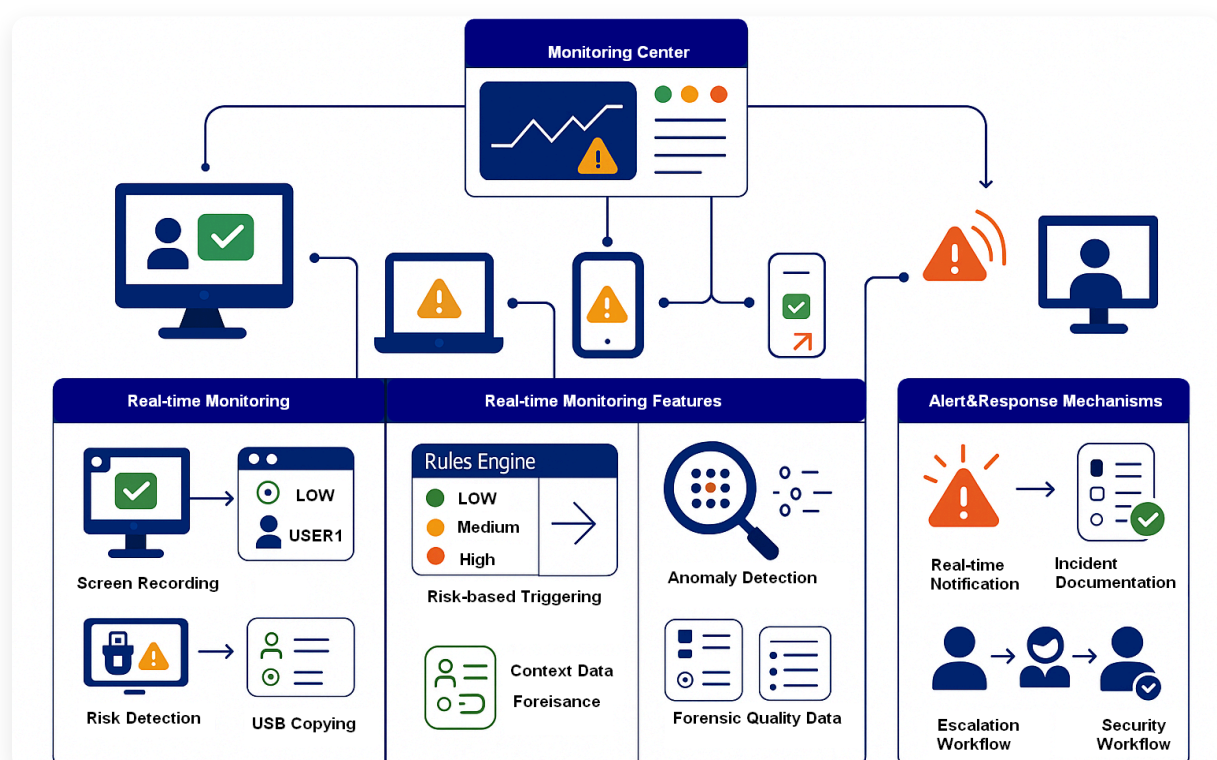 Monitoring Center
Real-time Monitoring
Real-time Monitoring Features
Alert&Response Mechanisms
LOW
USER1
Screen Recording
Risk Detection
USB Copying
Rules Engine
LOW
Medium
High
Risk-based Triggering
Anomaly Detection
Context Data
Foreisance
Forensic Quality Data
Real-time
Notification
Incident
Documentation
Escalation
Workflow
Security
Workflow